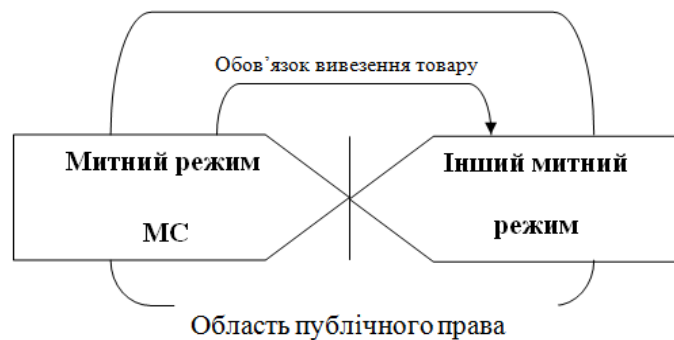 Обов’язок вивезення товару
Митний режим
МС
Інший митний
режим
Область публічного права